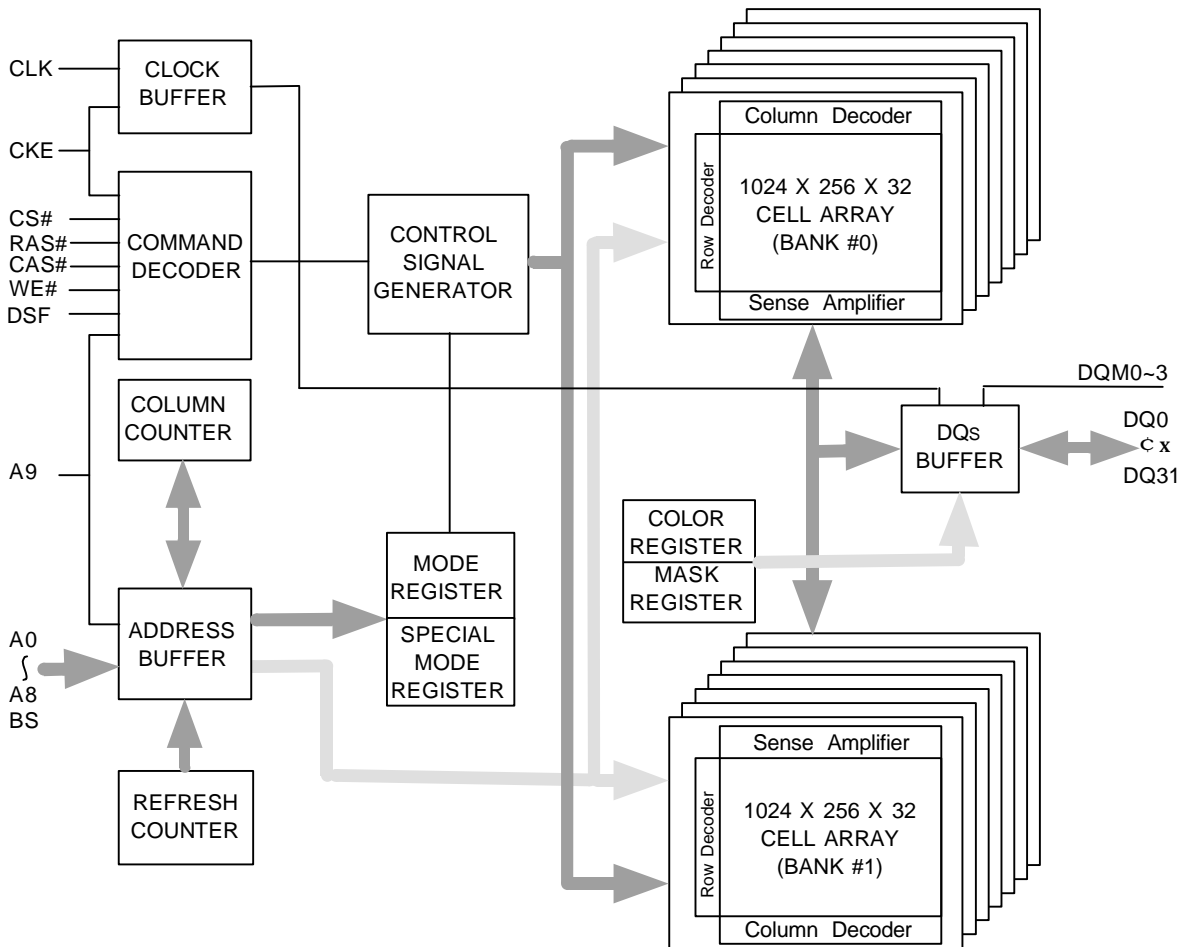 CLK
CKE
CS#
RAS#
CAS#
WE#
DSF
A9
A0
∫
A8
BS
CLOCK
BUFFER
COMMAND
DECODER
COLUMN
COUNTER
ADDRESS
BUFFER
REFRESH
COUNTER
CONTROL
SIGNAL
GENERATOR
MODE
REGISTER
SPECIAL
MODE
REGISTER
Column Decoder
Row Decoder
1024 X 256 X 32
CELL ARRAY
(BANK #0)
Sense Amplifier
DQM0~3
DQs
BUFFER
DQ0
¢ x
DQ31
COLOR
REGISTER
MASK
REGISTER
Sense Amplifier
Row Decoder
1024 X 256 X 32
CELL ARRAY
(BANK #1)
Column Decoder